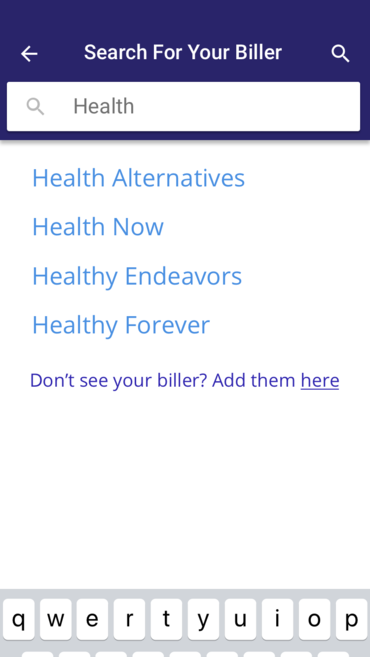 Search For Your Biller
Health
Health Alternatives
Health Now
Healthy Endeavors
Healthy Forever
Don’t see your biller? Add them here
q w e r t y u i o p